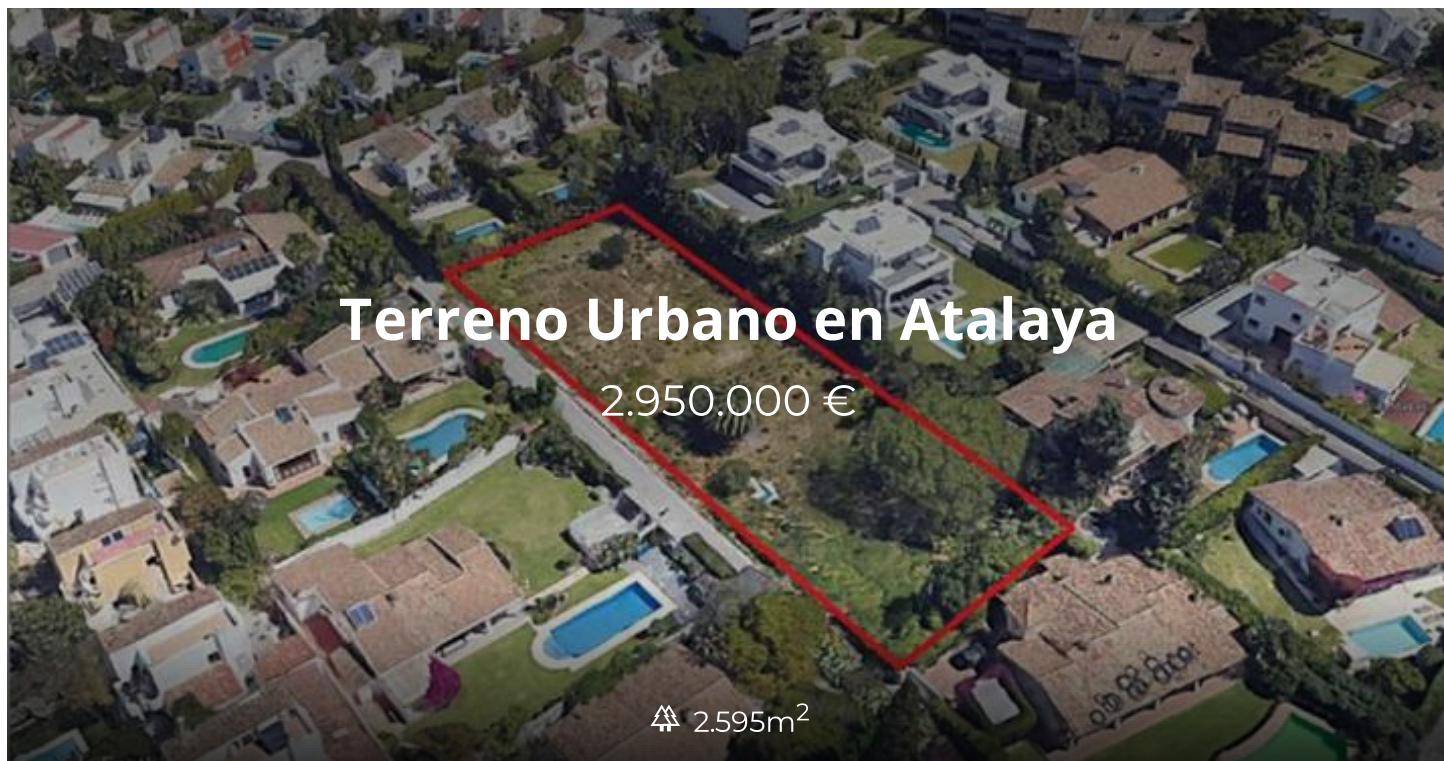 Terreno Urbano en Atalaya
2.950.000 €
2.595m²